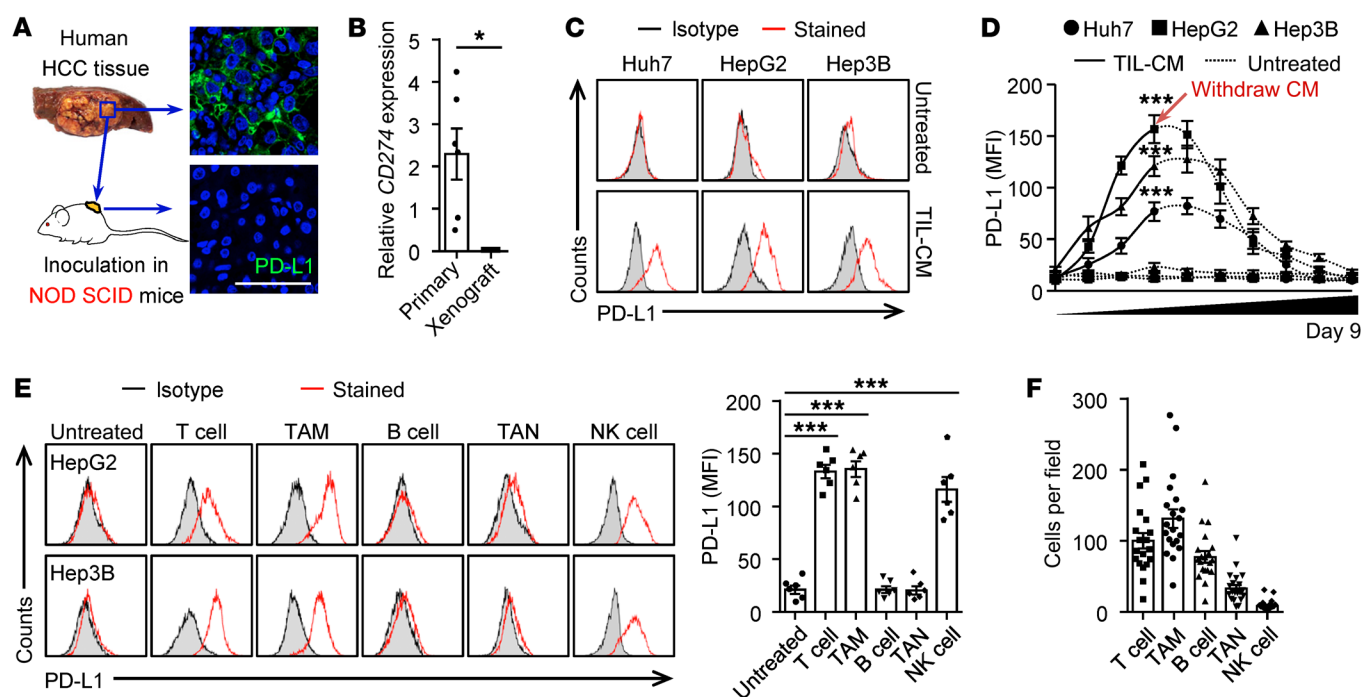 A
Human
HCC tissue
Inoculation in
NOD SCID mice
PD-L1
B
*
Relative CD274 expression
5
4
3
2
1
0
Primary
Xenograft
C
Isotype
Stained
Huh7
HepG2
Hep3B
Untreated
TIL-CM
Counts
PD-L1
D
Huh7
HepG2
Hep3B
TIL-CM
Untreated
Withdraw CM
***
***
***
PD-L1 (MFI)
200
150
100
50
0
Day 9
E
Isotype
Stained
Untreated
T cell
TAM
B cell
TAN
NK cell
HepG2
Hep3B
Counts
PD-L1
***
***
***
PD-L1 (MFI)
200
150
100
50
0
Untreated
T cell
TAM
B cell
TAN
NK cell
F
Cells per field
300
200
100
0
T cell
TAM
B cell
TAN
NK cell